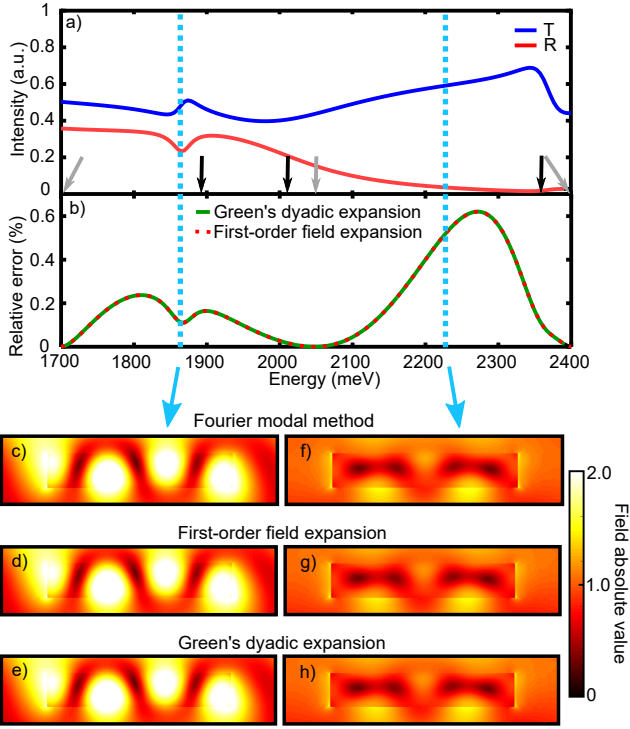 a)
T
R
1
0.8
0.6
0.4
0.2
0
Intensity (a.u.)
b)
Green's dyadic expansion
First-order field expansion
0.6
0.4
0.2
0
Relative error (%)
1700 1800 1900 2000 2100 2200 2300 2400
Energy (meV)
Fourier modal method
c)
f)
First-order field expansion
d)
g)
Green's dyadic expansion
e)
h)
2.0
1.0
0
Field absolute value